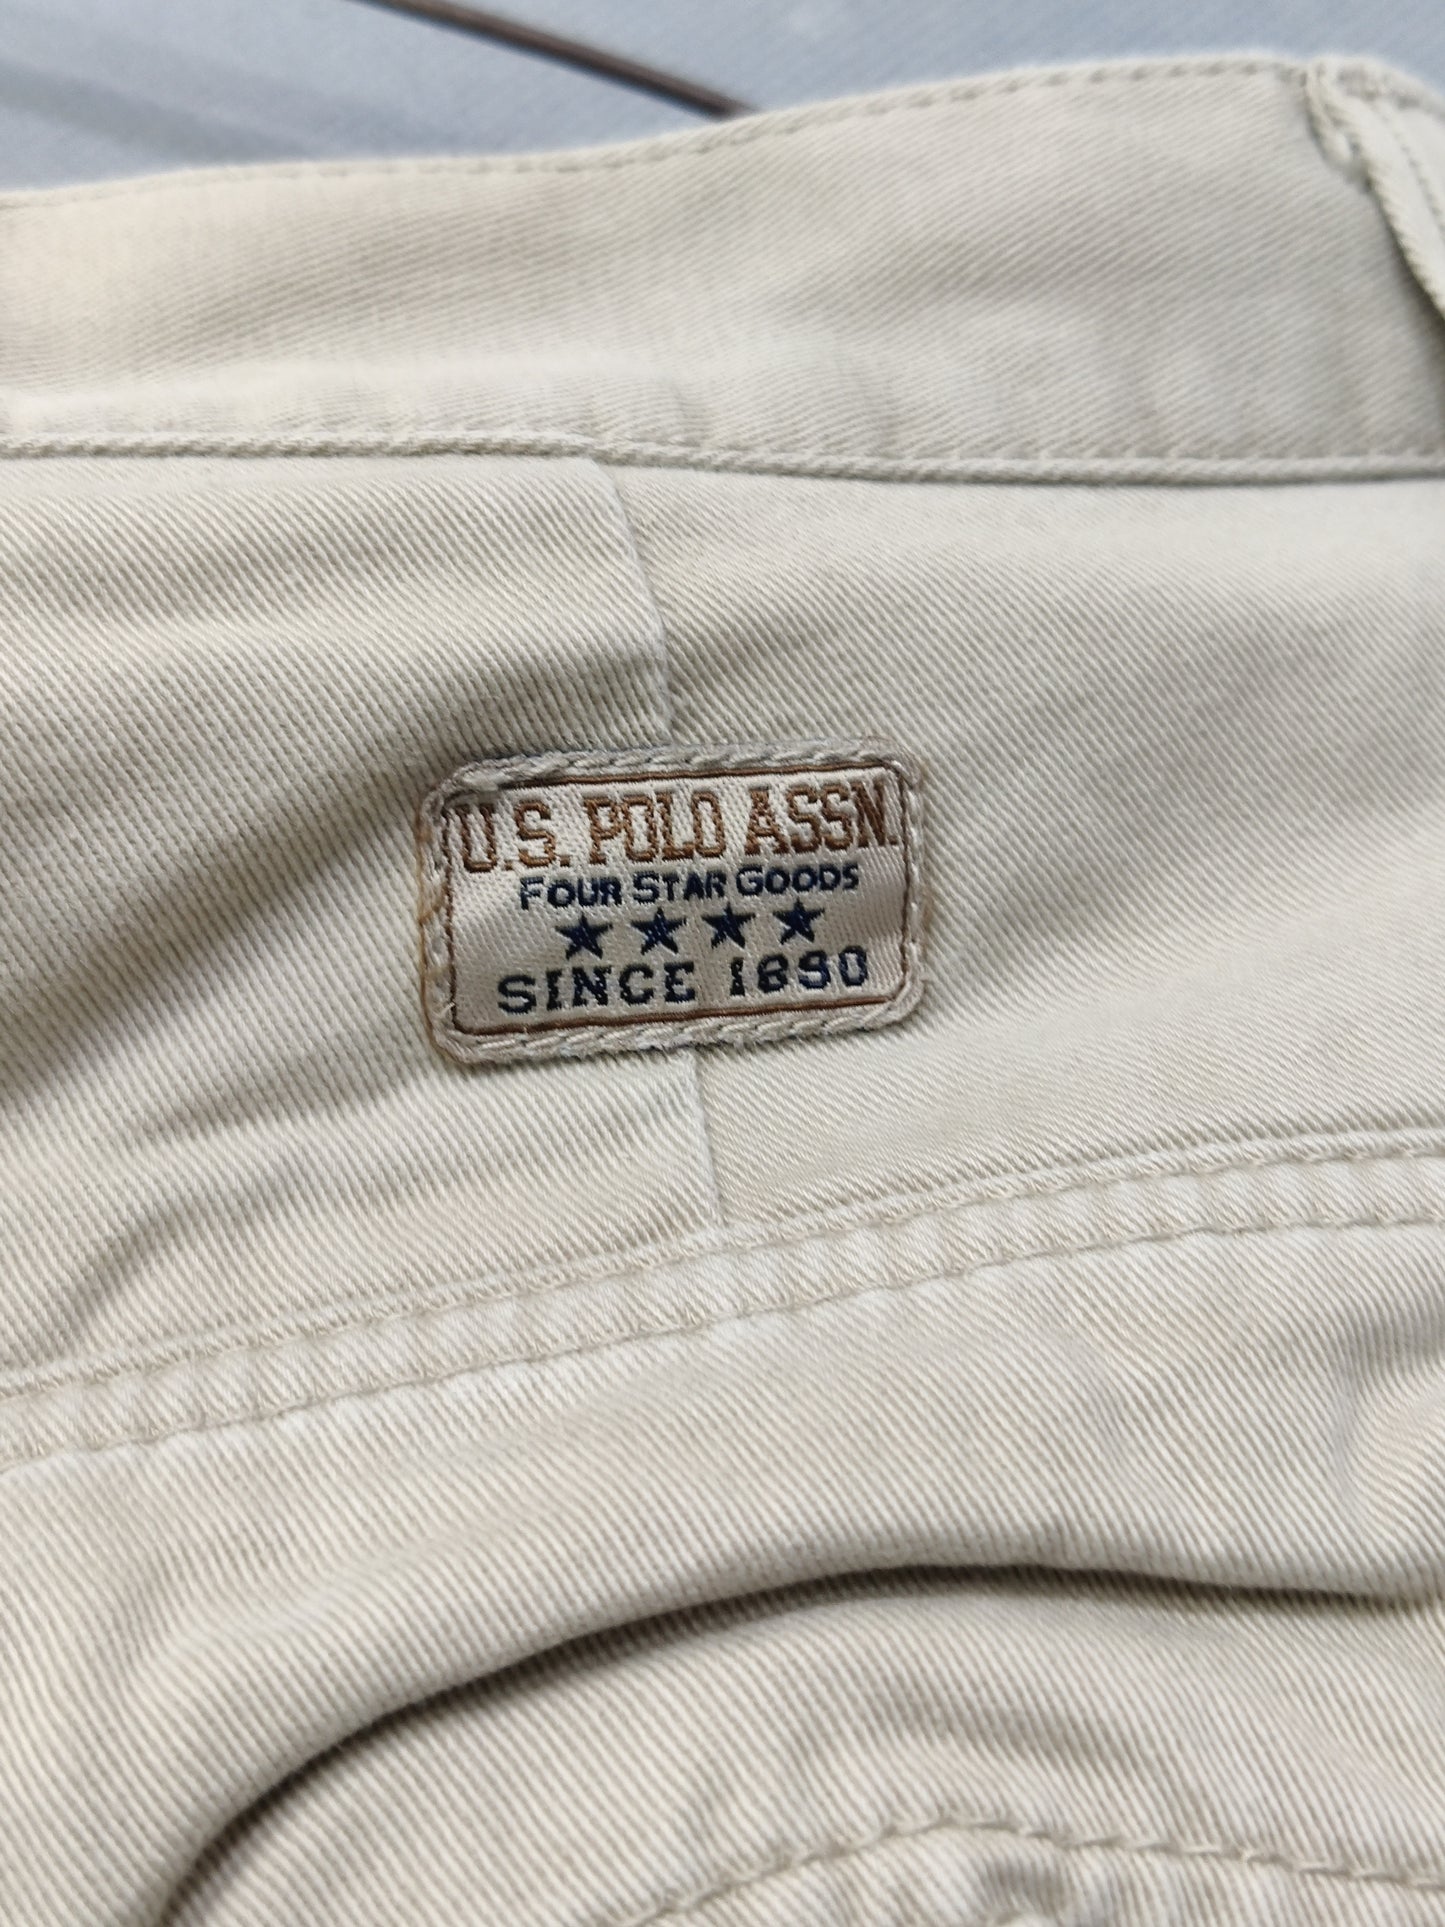 U.S. POLO ASSN.
FOUR STAR GOODS
SINCE 1890